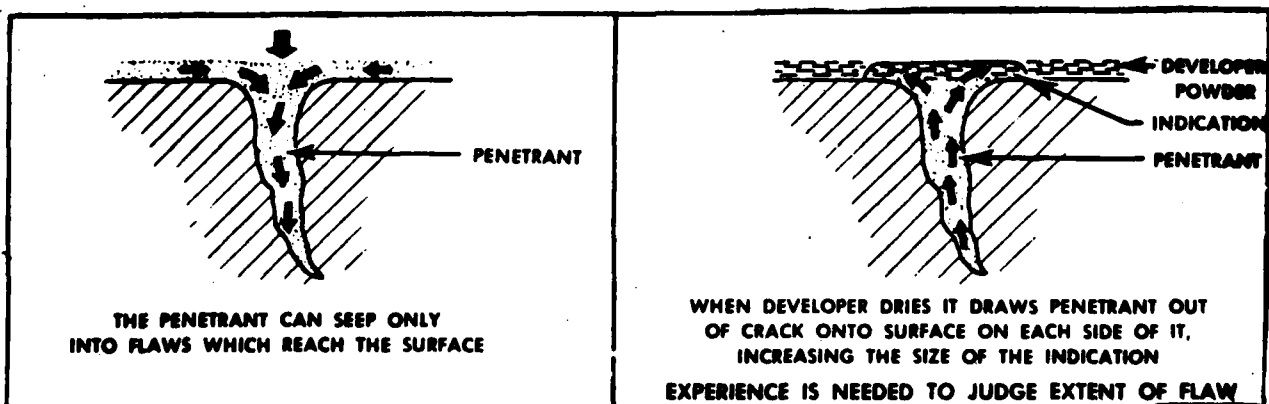 PENETRANT
THE PENETRANT CAN SEEP ONLY
INTO FLAWS WHICH REACH THE SURFACE
DEVELOPER
POWDER
INDICATION
PENETRANT
WHEN DEVELOPER DRIES IT DRAWS PENETRANT OUT
OF CRACK ONTO SURFACE ON EACH SIDE OF IT,
INCREASING THE SIZE OF THE INDICATION
EXPERIENCE IS NEEDED TO JUDGE EXTENT OF FLAW